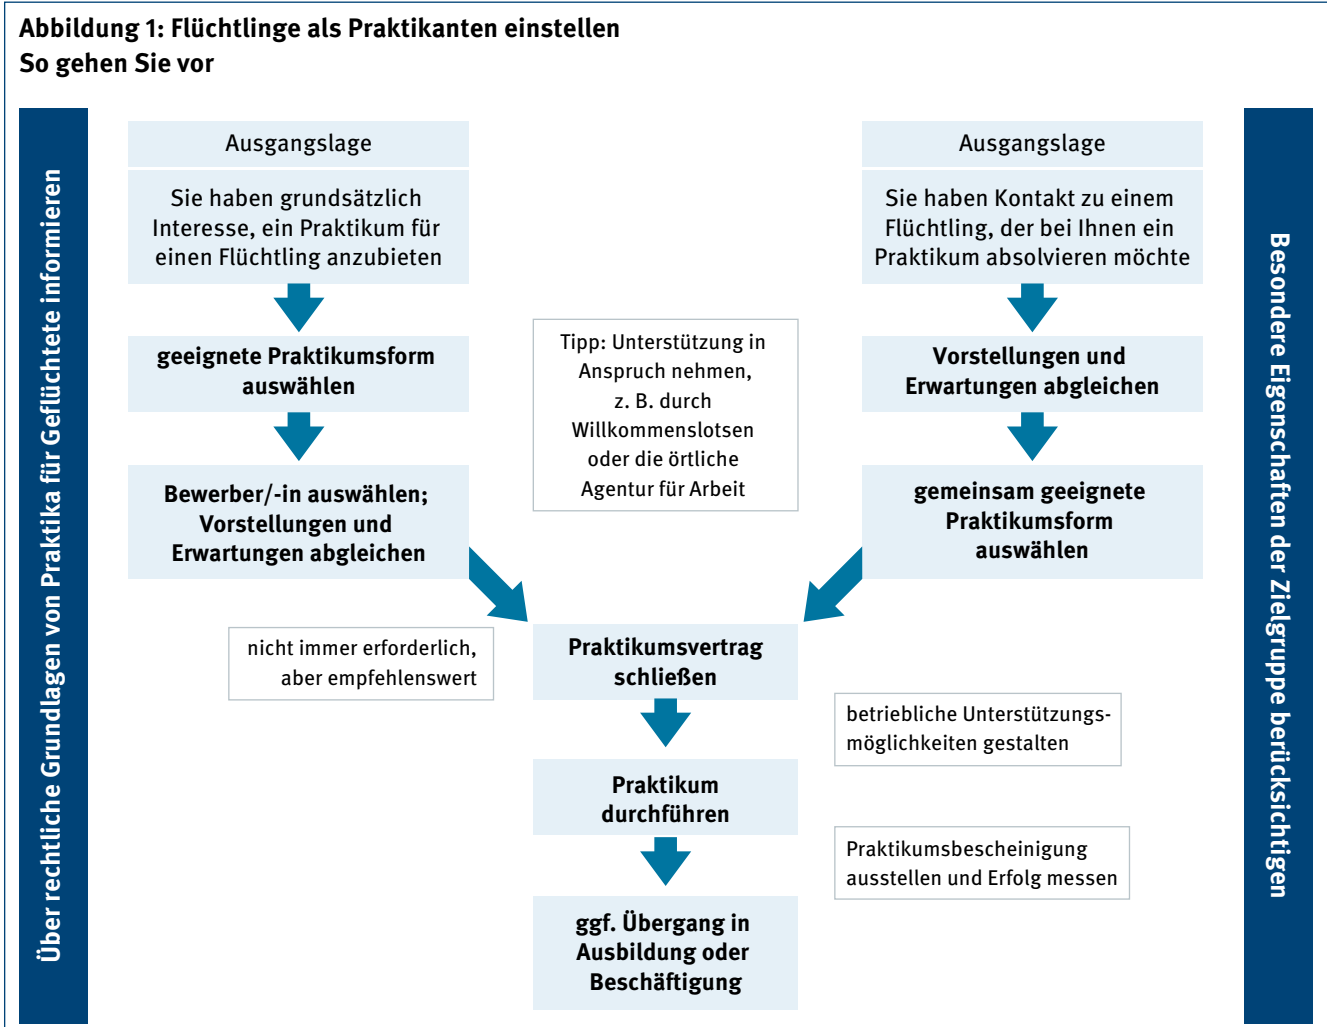 Abbildung 1: Flüchtlinge als Praktikanten einstellen
So gehen Sie vor
Über rechtliche Grundlagen von Praktika für Geflüchtete informieren
Ausgangslage
Sie haben grundsätzlich
Interesse, ein Praktikum für
einen Flüchtling anzubieten
geeignete Praktikumsform
auswählen
Bewerber/-in auswählen;
Vorstellungen und
Erwartungen abgleichen
Tipp: Unterstützung in
Anspruch nehmen,
z. B. durch
Willkommenslotsen
oder die örtliche
Agentur für Arbeit
Ausgangslage
Sie haben Kontakt zu einem
Flüchtling, der bei Ihnen ein
Praktikum absolvieren möchte
Vorstellungen und
Erwartungen abgleichen
gemeinsam geeignete
Praktikumsform
auswählen
nicht immer erforderlich,
aber empfehlenswert
Praktikumsvertrag
schließen
betriebliche Unterstützungs-
möglichkeiten gestalten
Praktikum
durchführen
Praktikumsbescheinigung
ausstellen und Erfolg messen
ggf. Übergang in
Ausbildung oder
Beschäftigung
Besondere Eigenschaften der Zielgruppe berücksichtigen